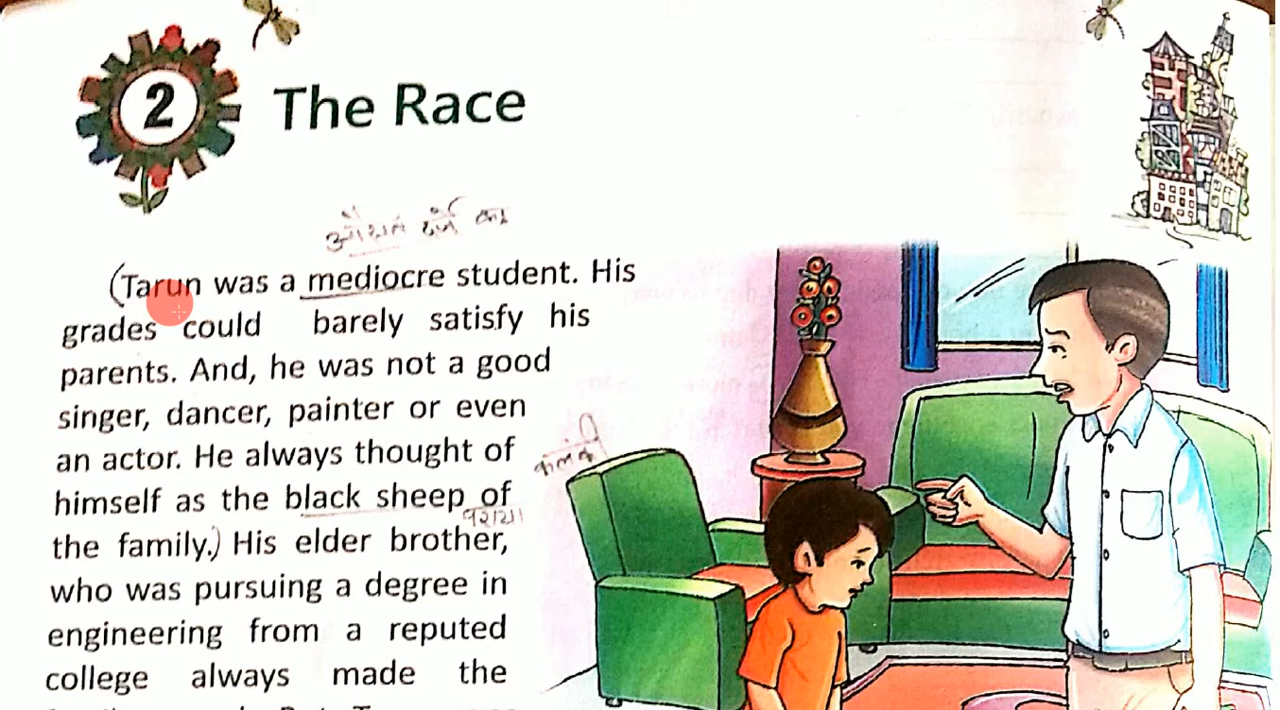 2
The Race
औसत दर्जे का
(Tarun was a mediocre student. His
grades could barely satisfy his
parents. And, he was not a good
singer, dancer, painter or even
an actor. He always thought of
कलंकी
himself as the black sheep of
the family.) His elder brother,
who was pursuing a degree in
engineering from a reputed
college always made the